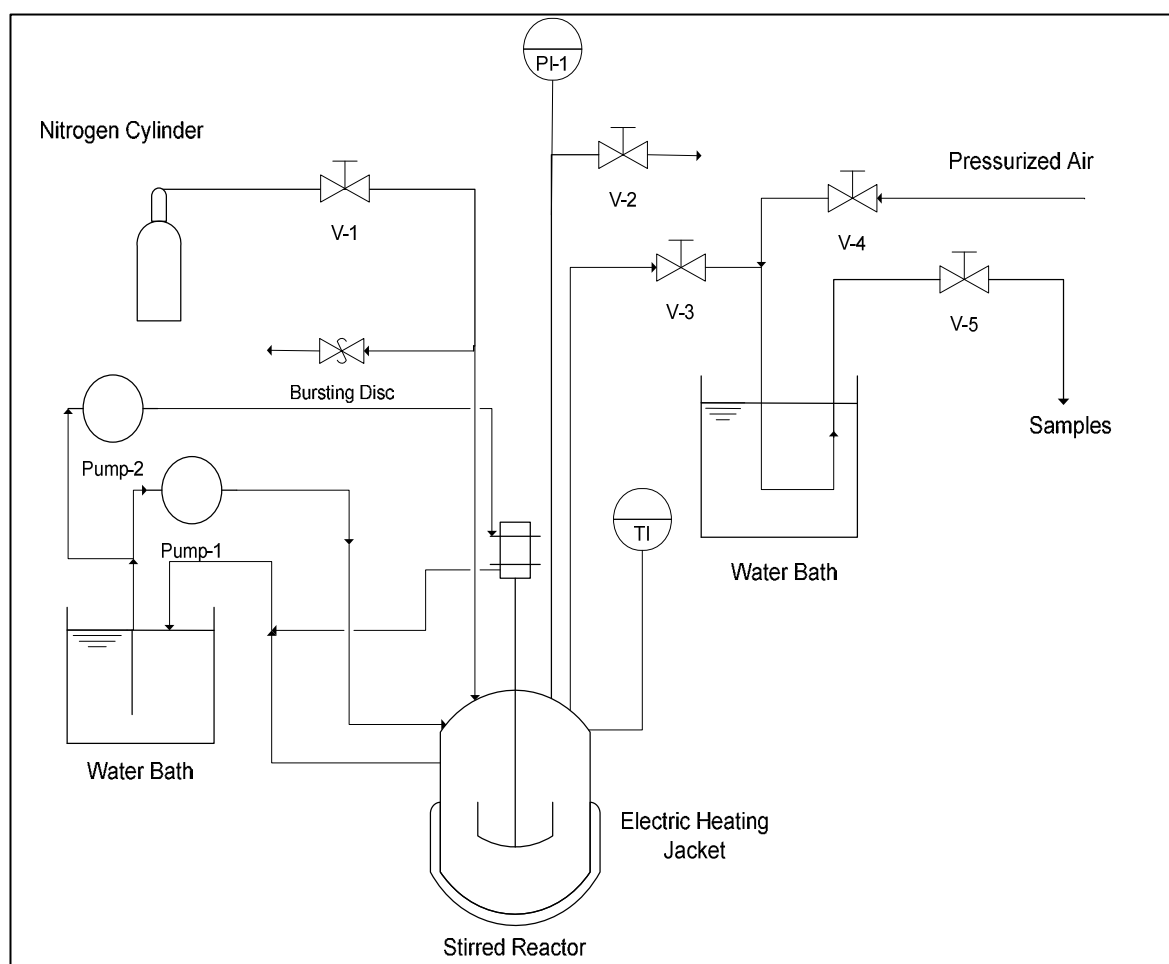 PI-1
Nitrogen Cylinder
V-1
V-2
Pressurized Air
V-4
V-3
V-5
Bursting Disc
Samples
Pump-2
Pump-1
TI
Water Bath
Water Bath
Electric Heating
Jacket
Stirred Reactor